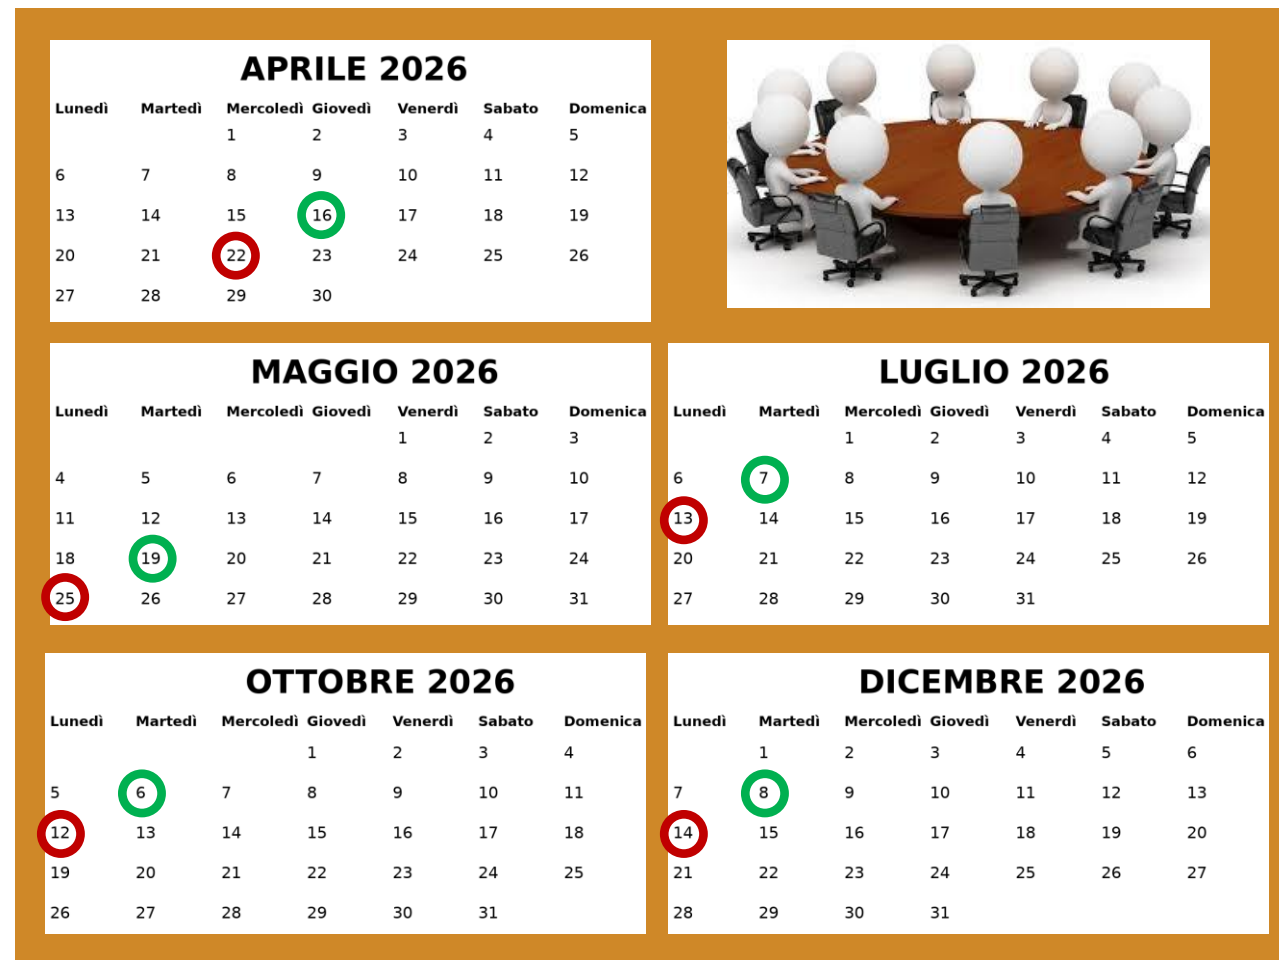 APRILE 2026
Lunedì Martedì Mercoledì Giovedì Venerdì Sabato Domenica
1 2 3 4 5
6 7 8 9 10 11 12
13 14 15 16 17 18 19
20 21 22 23 24 25 26
27 28 29 30
MAGGIO 2026
Lunedì Martedì Mercoledì Giovedì Venerdì Sabato Domenica
1 2 3
4 5 6 7 8 9 10
11 12 13 14 15 16 17
18 19 20 21 22 23 24
25 26 27 28 29 30 31
LUGLIO 2026
Lunedì Martedì Mercoledì Giovedì Venerdì Sabato Domenica
1 2 3 4 5
6 7 8 9 10 11 12
13 14 15 16 17 18 19
20 21 22 23 24 25 26
27 28 29 30 31
OTTOBRE 2026
Lunedì Martedì Mercoledì Giovedì Venerdì Sabato Domenica
1 2 3 4
5 6 7 8 9 10 11
12 13 14 15 16 17 18
19 20 21 22 23 24 25
26 27 28 29 30 31
DICEMBRE 2026
Lunedì Martedì Mercoledì Giovedì Venerdì Sabato Domenica
1 2 3 4 5 6
7 8 9 10 11 12 13
14 15 16 17 18 19 20
21 22 23 24 25 26 27
28 29 30 31